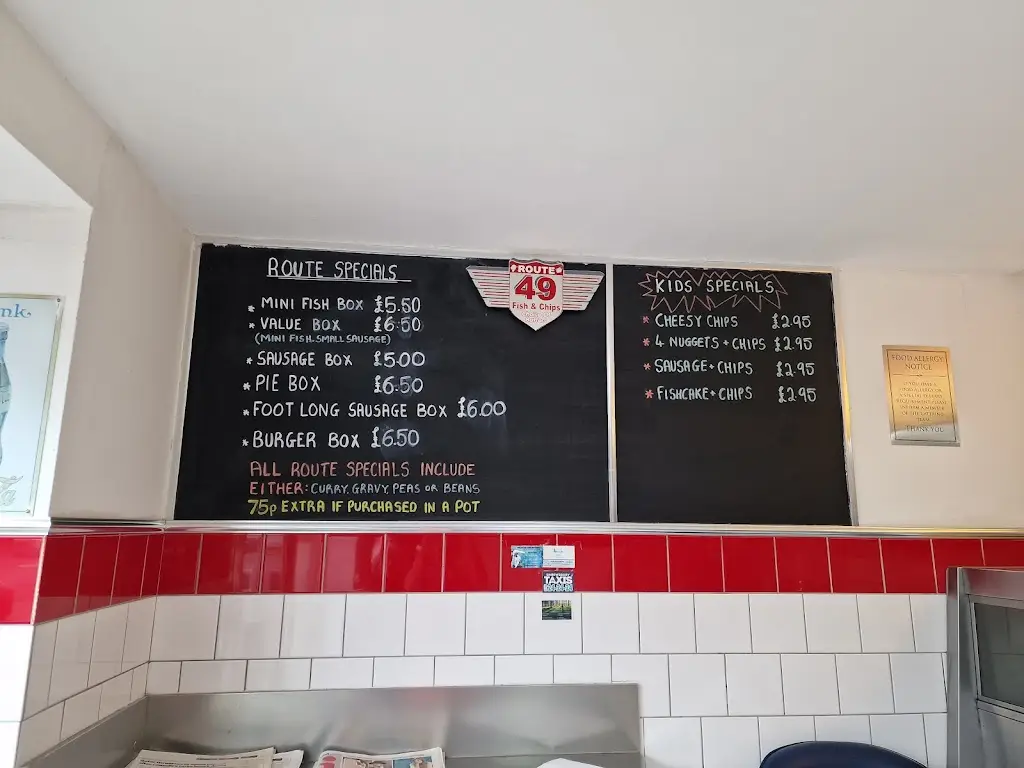 ROUTE SPECIALS
* MINI FISH BOX £5.50
* VALUE BOX £6.50
(MINI FISH, SMALL SAUSAGE)
* SAUSAGE BOX £5.00
* PIE BOX £6.50
* FOOT LONG SAUSAGE BOX £6.00
* BURGER BOX £6.50
ALL ROUTE SPECIALS INCLUDE
EITHER: CURRY, GRAVY, PEAS OR BEANS
75p EXTRA IF PURCHASED IN A POT
ROUTE
49
Fish & Chips
KIDS SPECIALS
* CHEESY CHIPS £2.95
* 4 NUGGETS + CHIPS £2.95
* SAUSAGE + CHIPS £2.95
* FISHCAKE + CHIPS £2.95
FOOD ALLERGY
NOTICE
THANK YOU
TAXIS
nk